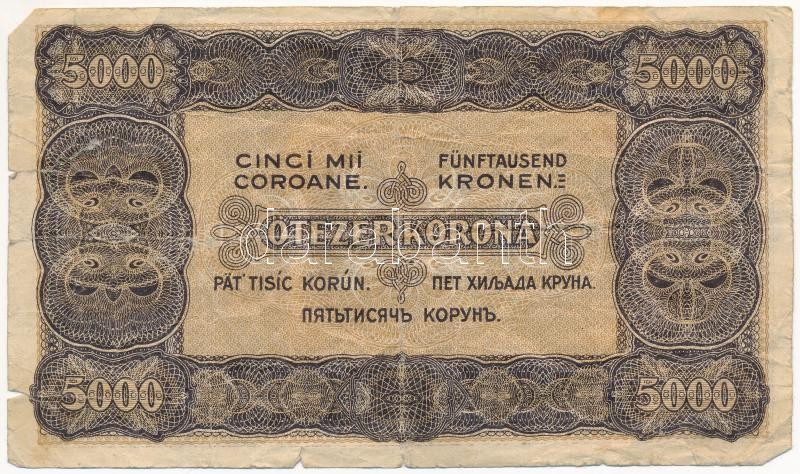 5000 5000
CINCI MII
COROANE.
FÜNFTAUSEND
KRONEN.
ÖTEZER KORONA
PÄŤ TISÍC KORÚN.
ПЕТ ХИЉАДА КРУНА.
ПЯТЬТИСЯЧЪ КОРУНЪ.
5000 5000
darabanth